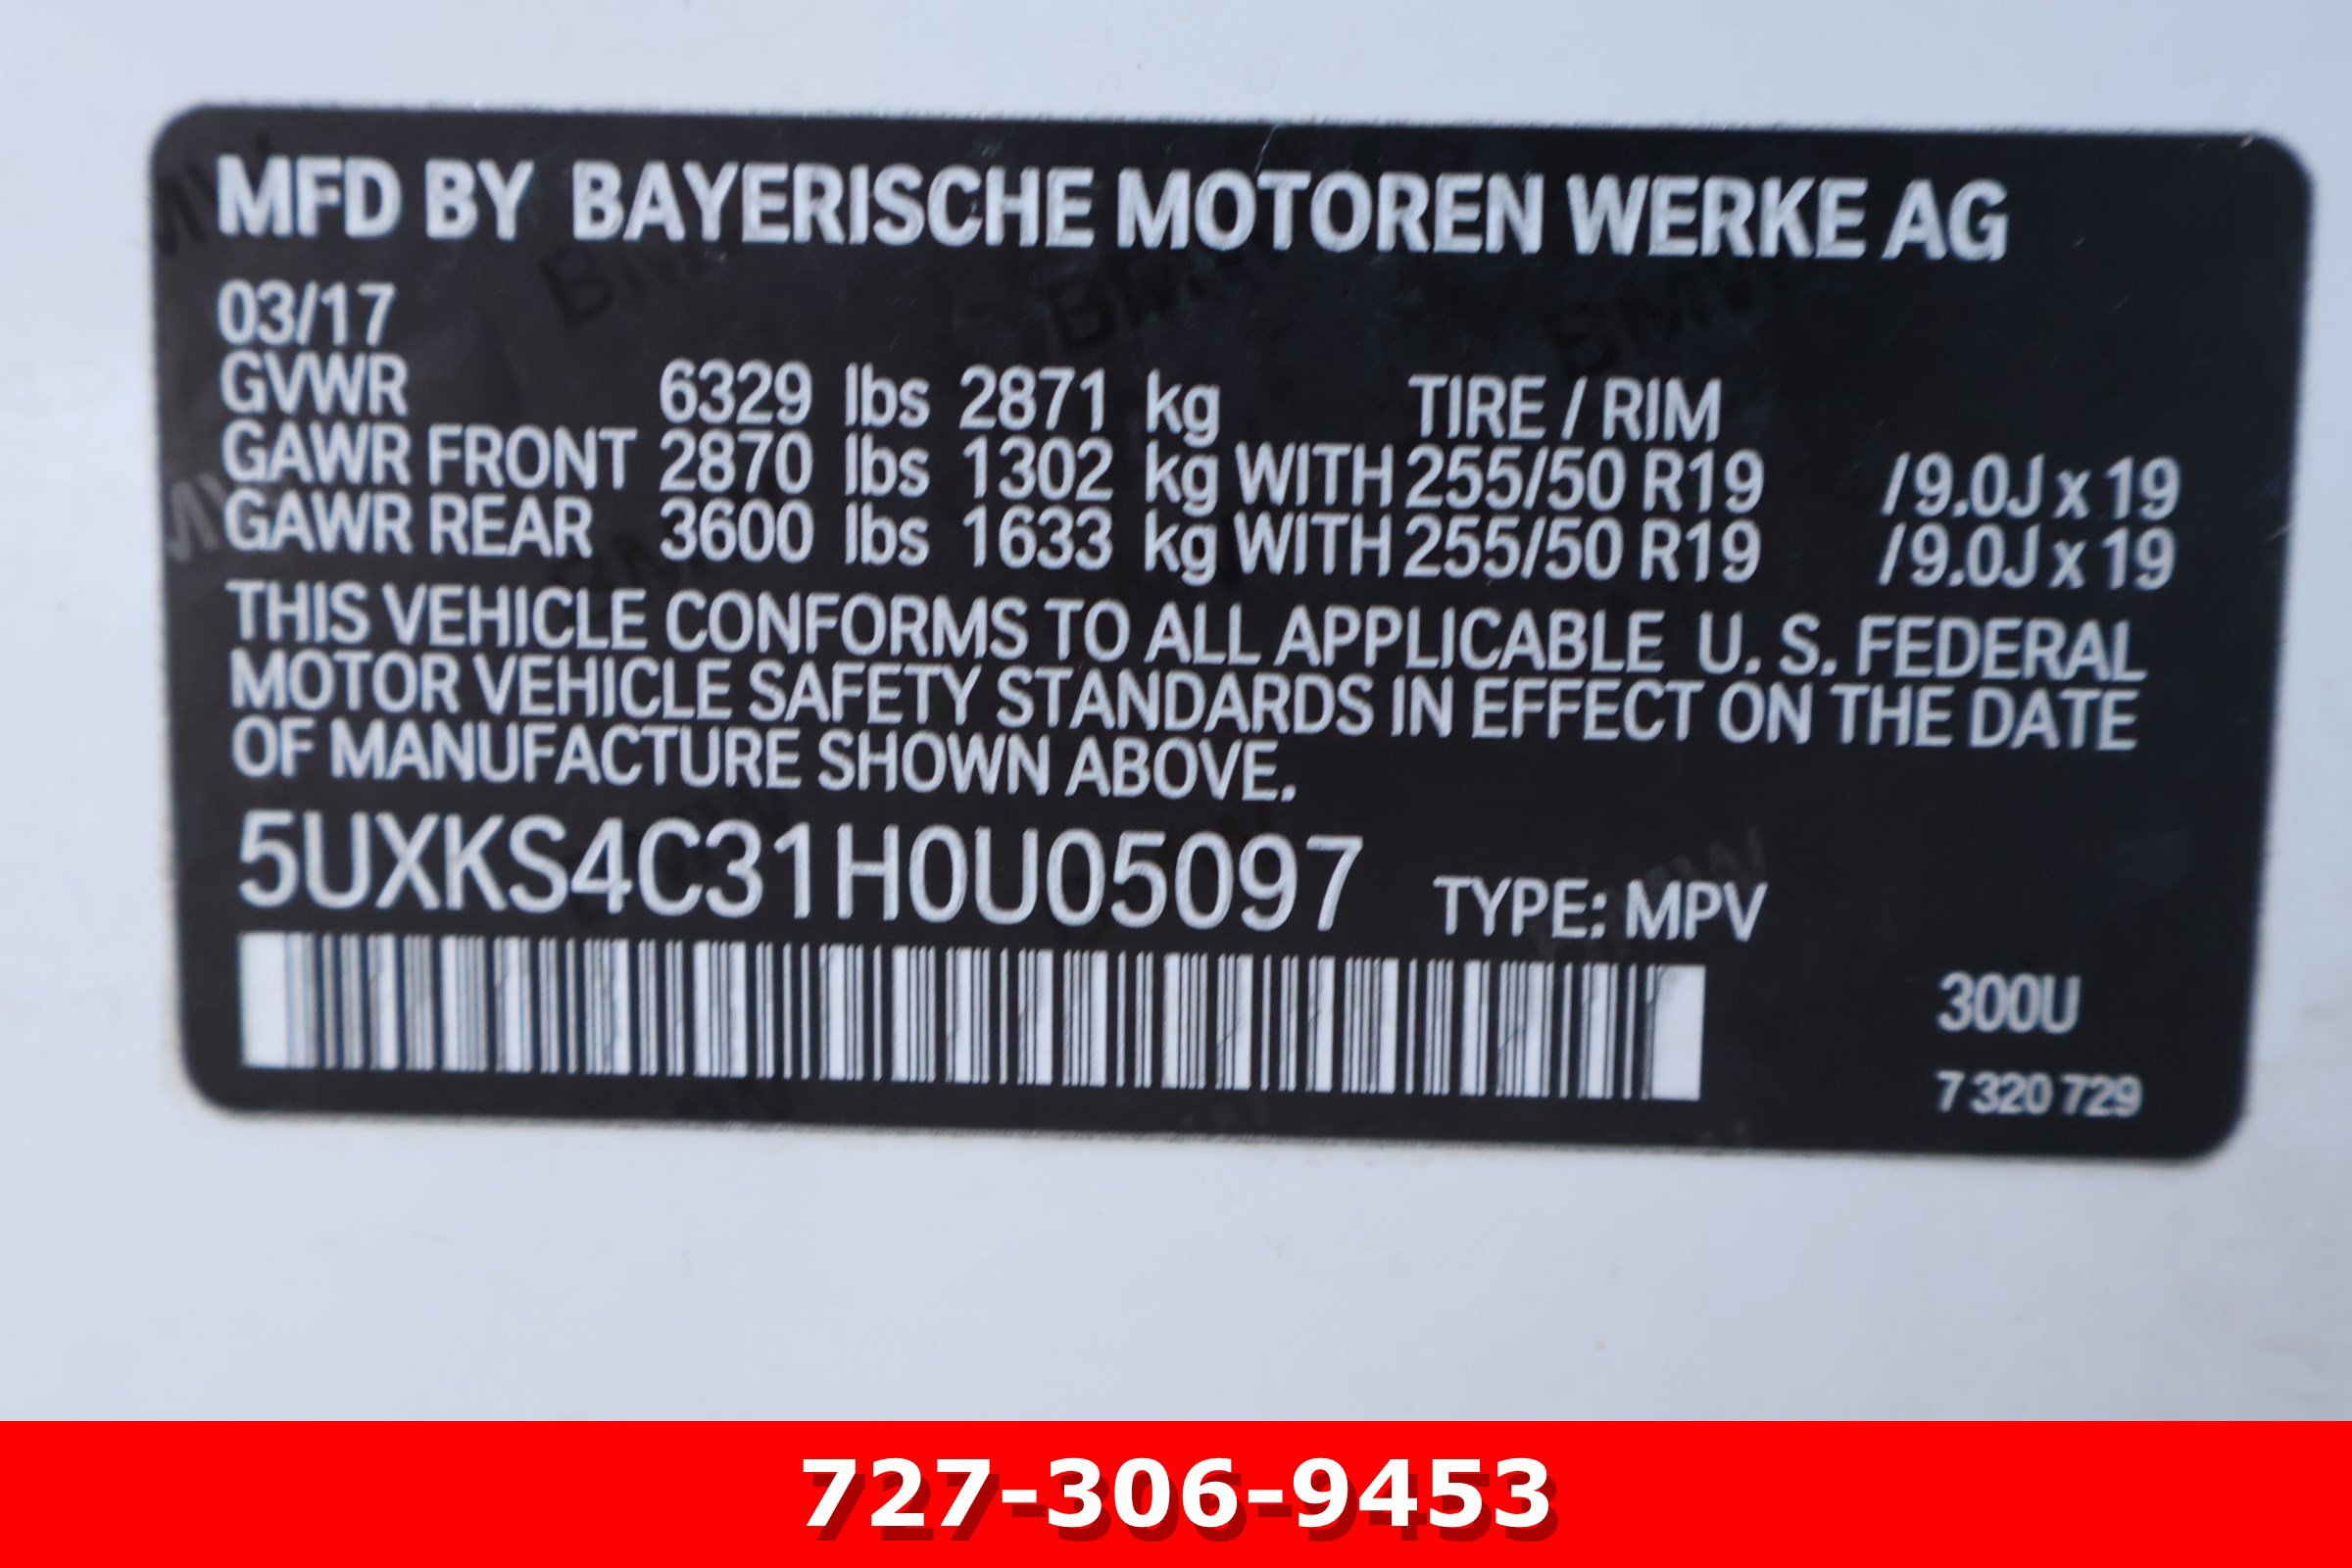 MFD BY BAYERISCHE MOTOREN WERKE AG
03/17
GVWR 6329 lbs 2871 kg TIRE / RIM
GAWR FRONT 2870 lbs 1302 kg WITH 255/50 R19 /9.0J x 19
GAWR REAR 3600 lbs 1633 kg WITH 255/50 R19 /9.0J x 19
THIS VEHICLE CONFORMS TO ALL APPLICABLE U. S. FEDERAL
MOTOR VEHICLE SAFETY STANDARDS IN EFFECT ON THE DATE
OF MANUFACTURE SHOWN ABOVE.
5UXKS4C31H0U05097 TYPE: MPV
300U
7 320 729
727-306-9453